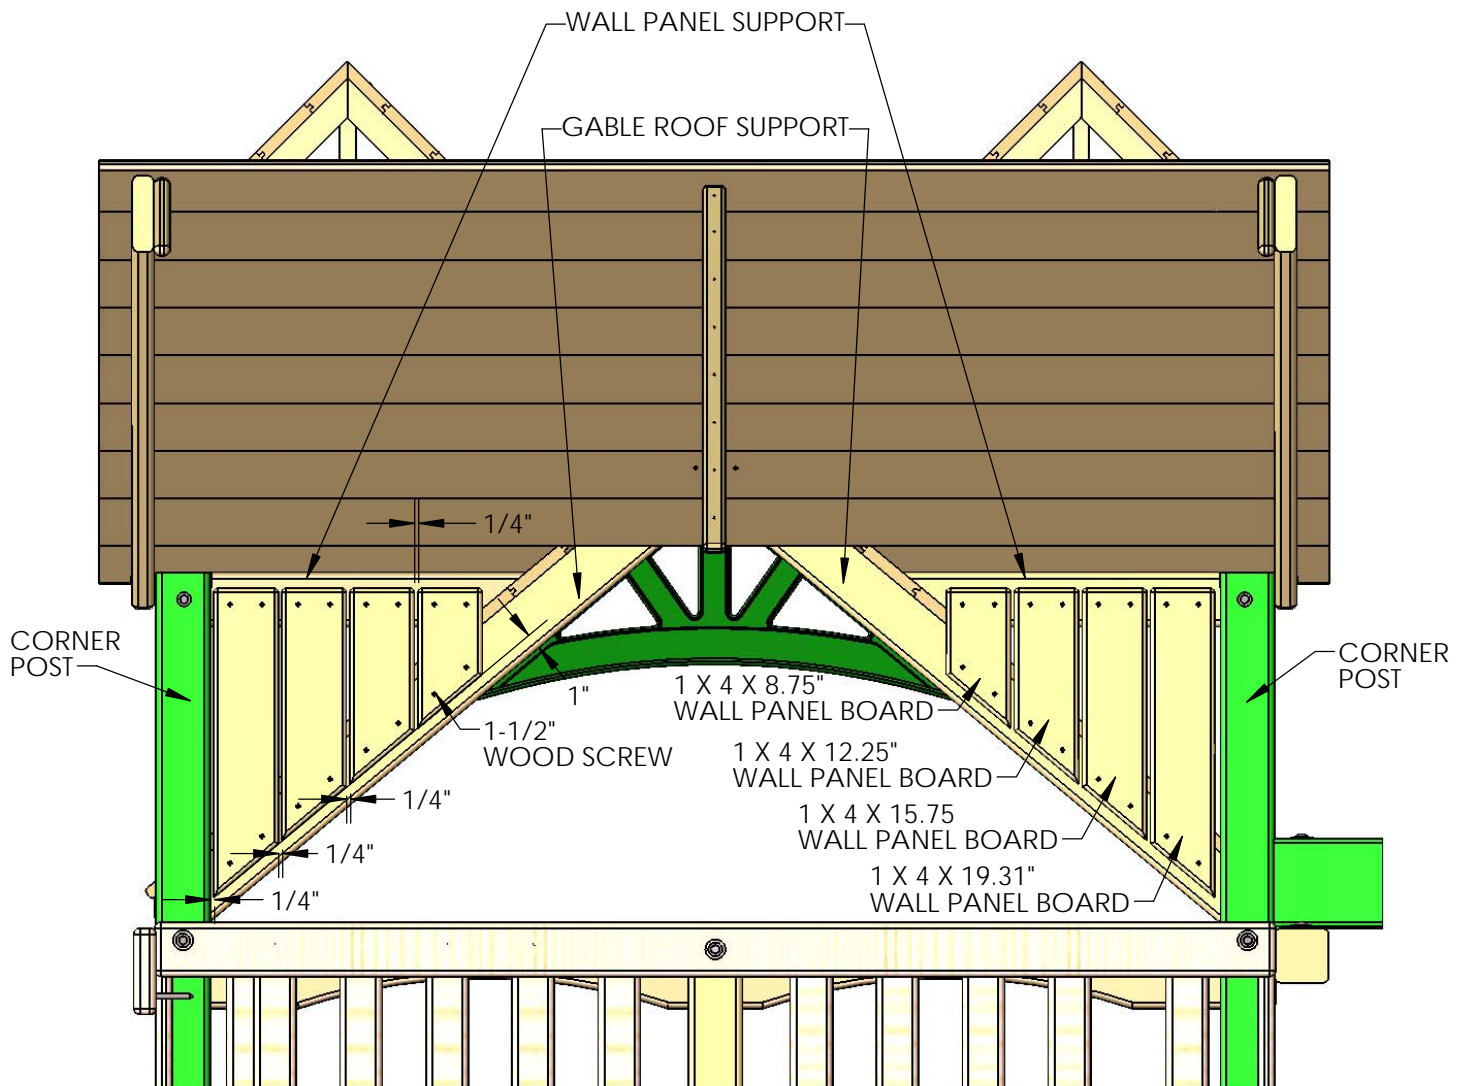 WALL PANEL SUPPORT
GABLE ROOF SUPPORT
1/4"
CORNER
POST
CORNER
POST
1"
1 X 4 X 8.75"
WALL PANEL BOARD
1-1/2"
WOOD SCREW
1 X 4 X 12.25"
WALL PANEL BOARD
1/4"
1 X 4 X 15.75
WALL PANEL BOARD
1/4"
1 X 4 X 19.31"
WALL PANEL BOARD
1/4"